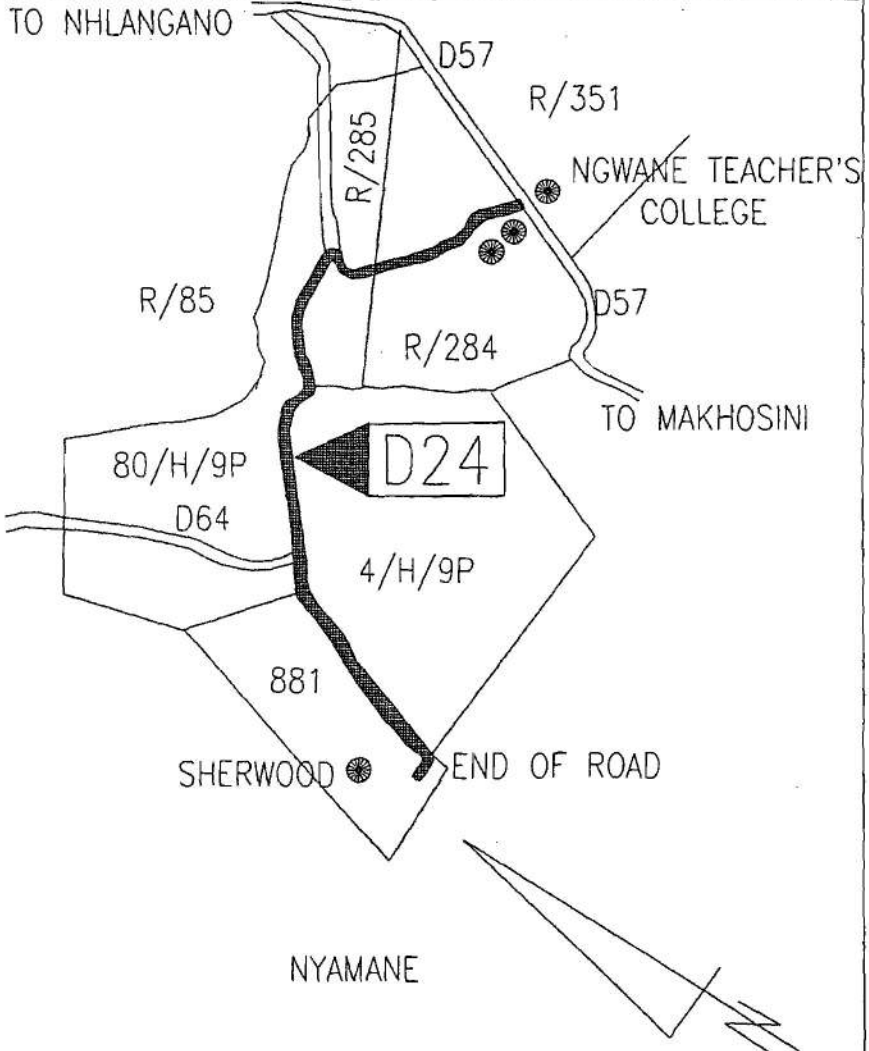 TO NHLANGANO
D57
R/351
R/285
NGWANE TEACHER'S
COLLEGE
R/85
D57
R/284
TO MAKHOSINI
80/H/9P
D24
D64
4/H/9P
881
SHERWOOD
END OF ROAD
NYAMANE
N